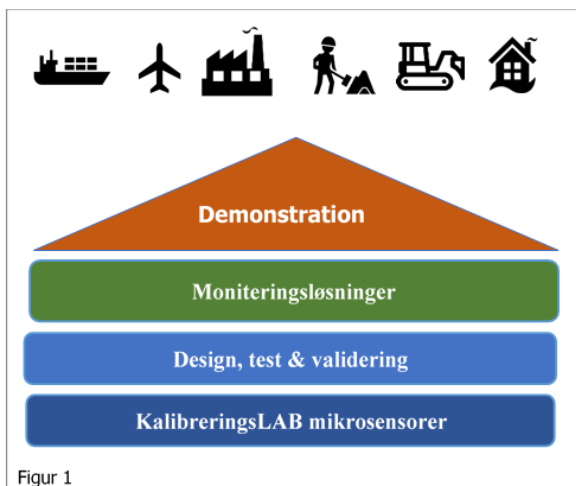 Demonstration
Moniteringsløsninger
Design, test & validering
KalibreringsLAB mikrosensorer
Figur 1